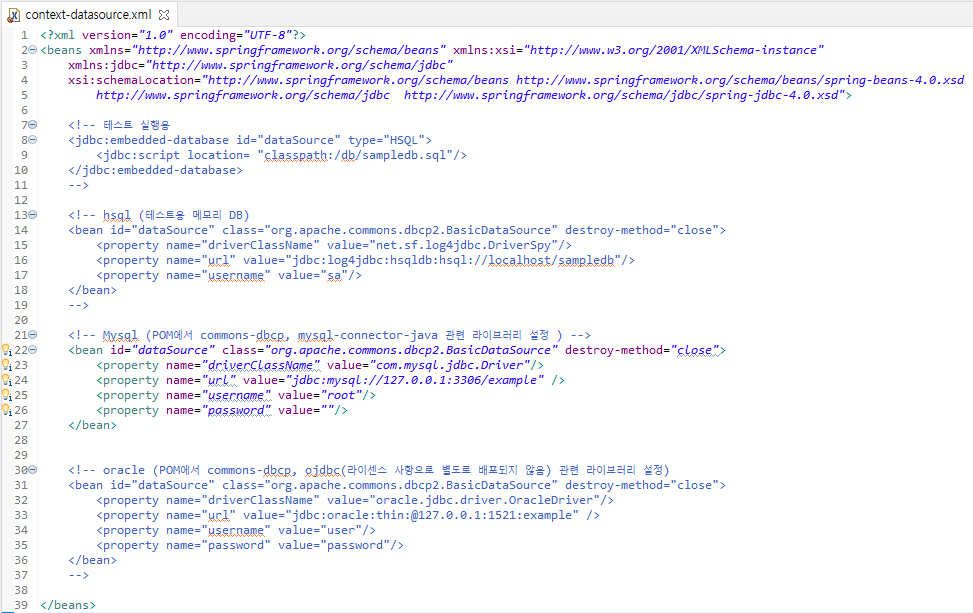 context-datasource.xml
1 <?xml version="1.0" encoding="UTF-8"?>
2 <beans xmlns="http://www.springframework.org/schema/beans" xmlns:xsi="http://www.w3.org/2001/XMLSchema-instance"
3     xmlns:jdbc="http://www.springframework.org/schema/jdbc"
4     xsi:schemaLocation="http://www.springframework.org/schema/beans http://www.springframework.org/schema/beans/spring-beans-4.0.xsd
5         http://www.springframework.org/schema/jdbc  http://www.springframework.org/schema/jdbc/spring-jdbc-4.0.xsd">
6
7     <!-- 테스트 실행용
8     <jdbc:embedded-database id="dataSource" type="HSQL">
9         <jdbc:script location= "classpath:/db/sampledb.sql"/>
10     </jdbc:embedded-database>
11     -->
12
13     <!-- hsql (테스트용 메모리 DB)
14     <bean id="dataSource" class="org.apache.commons.dbcp2.BasicDataSource" destroy-method="close">
15         <property name="driverClassName" value="net.sf.log4jdbc.DriverSpy"/>
16         <property name="url" value="jdbc:log4jdbc:hsqldb:hsql://localhost/sampledb"/>
17         <property name="username" value="sa"/>
18     </bean>
19     -->
20
21     <!-- Mysql (POM에서 commons-dbcp, mysql-connector-java 관련 라이브러리 설정 ) -->
22     <bean id="dataSource" class="org.apache.commons.dbcp2.BasicDataSource" destroy-method="close">
23         <property name="driverClassName" value="com.mysql.jdbc.Driver"/>
24         <property name="url" value="jdbc:mysql://127.0.0.1:3306/example" />
25         <property name="username" value="root"/>
26         <property name="password" value=""/>
27     </bean>
28
29
30     <!-- oracle (POM에서 commons-dbcp, ojdbc(라이센스 사항으로 별도로 배포되지 않음) 관련 라이브러리 설정)
31     <bean id="dataSource" class="org.apache.commons.dbcp2.BasicDataSource" destroy-method="close">
32         <property name="driverClassName" value="oracle.jdbc.driver.OracleDriver"/>
33         <property name="url" value="jdbc:oracle:thin:@127.0.0.1:1521:example" />
34         <property name="username" value="user"/>
35         <property name="password" value="password"/>
36     </bean>
37     -->
38
39 </beans>